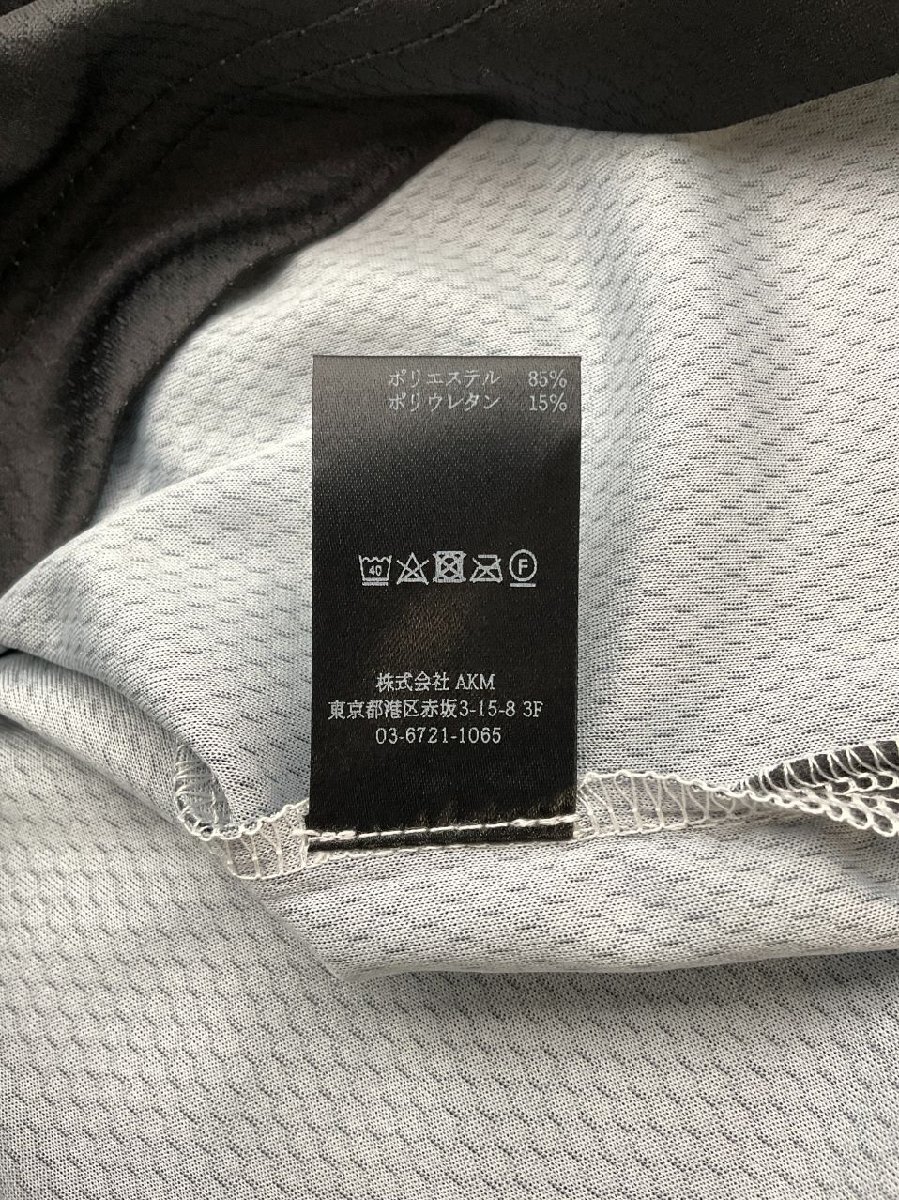 ポリエステル 85%
ポリウレタン 15%
40 F
株式会社 AKM
東京都港区赤坂3-15-8 3F
03-6721-1065